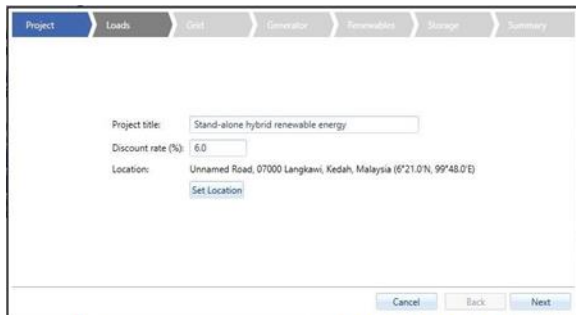 Project Loads Grid Generator Renewables Storage Summary
Project title: Stand-alone hybrid renewable energy
Discount rate (%): 6.0
Location: Unnamed Road, 07000 Langkawi, Kedah, Malaysia (6°21.0'N, 99°48.0'E)
Set Location
Cancel Back Next